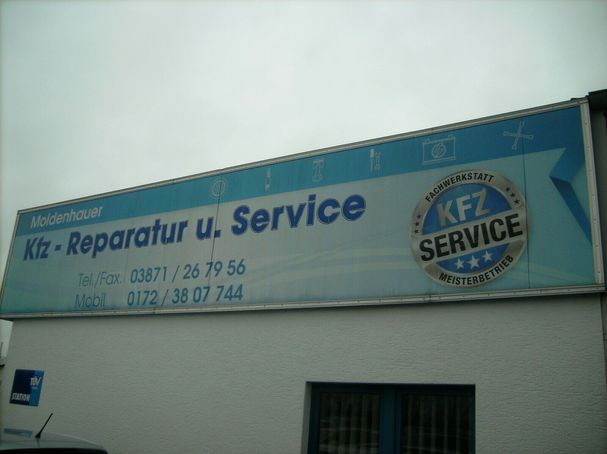 Moldenhauer
Kfz - Reparatur u. Service
Tel./Fax. 03871 / 26 79 56
Mobil 0172 / 38 07 744
FACHWERKSTATT
KFZ
SERVICE
MEISTERBETRIEB
TÜV
STATION